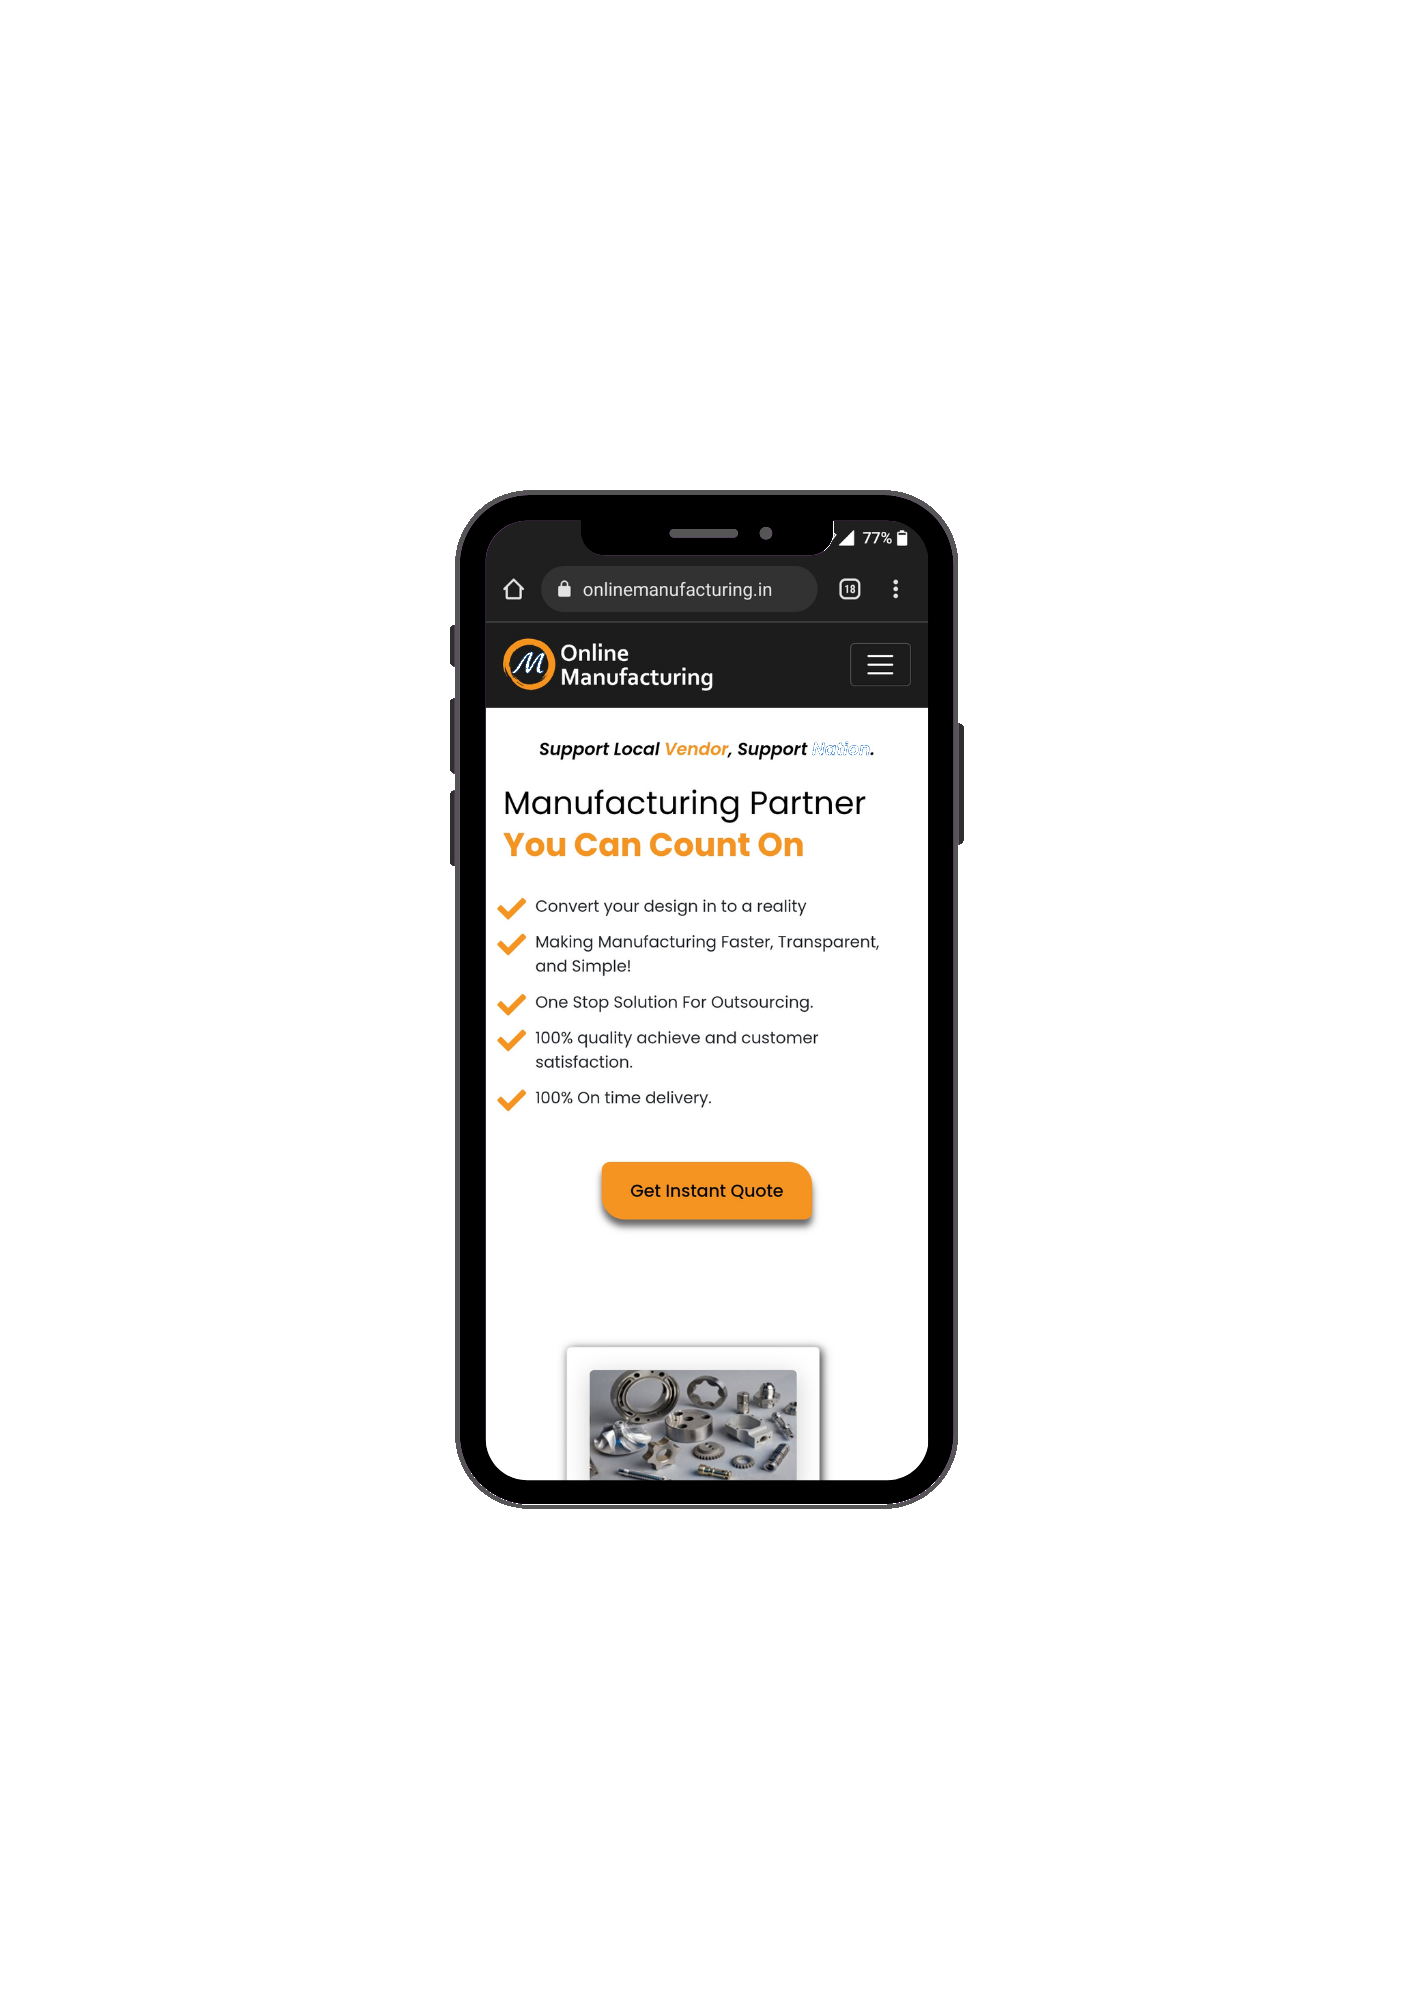 77%
onlinemanufacturing.in
18
M
Online
Manufacturing
Support Local Vendor, Support Nation.
Manufacturing Partner
You Can Count On
Convert your design in to a reality
Making Manufacturing Faster, Transparent,
and Simple!
One Stop Solution For Outsourcing.
100% quality achieve and customer
satisfaction.
100% On time delivery.
Get Instant Quote